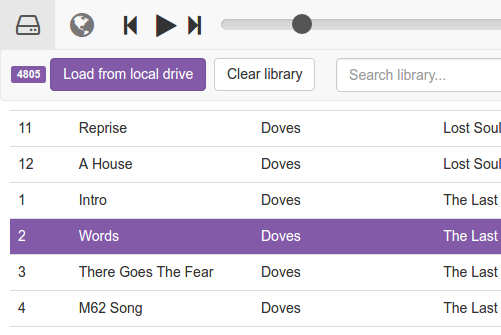 4805 Load from local drive Clear library Search library...
11 Reprise Doves Lost Soul
12 A House Doves Lost Soul
1 Intro Doves The Last
2 Words Doves The Last
3 There Goes The Fear Doves The Last
4 M62 Song Doves The Last